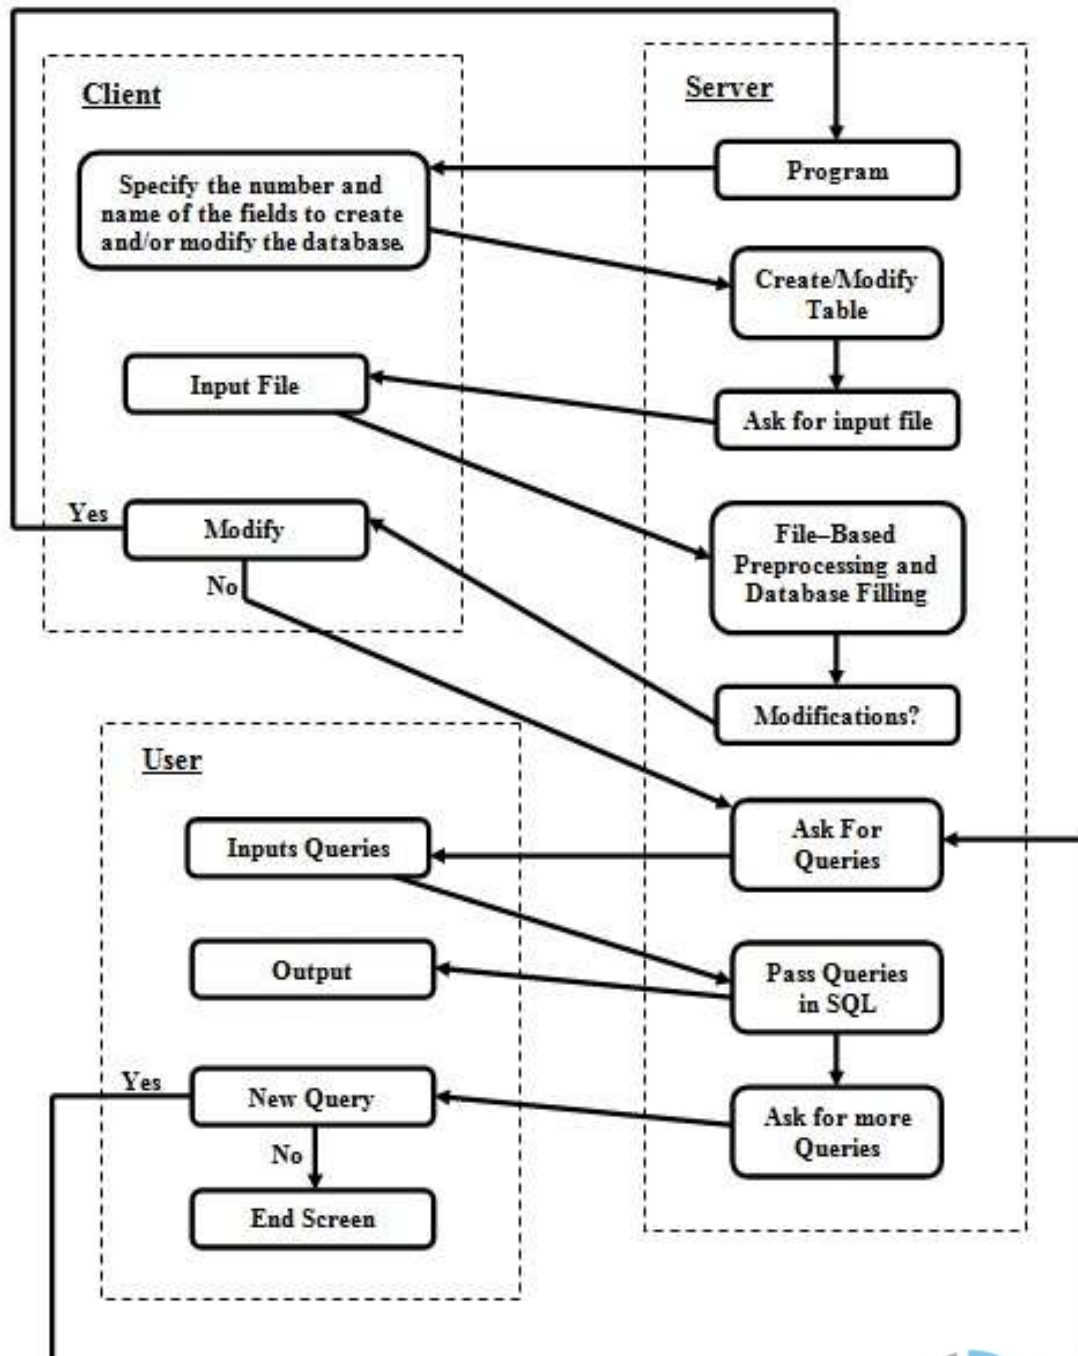 Client
Specify the number and
name of the fields to create
and/or modify the database.
Input File
Yes
Modify
No
Server
Program
Create/Modify
Table
Ask for input file
File–Based
Preprocessing and
Database Filling
Modifications?
Ask For
Queries
Pass Queries
in SQL
Ask for more
Queries
User
Inputs Queries
Output
Yes
New Query
No
End Screen